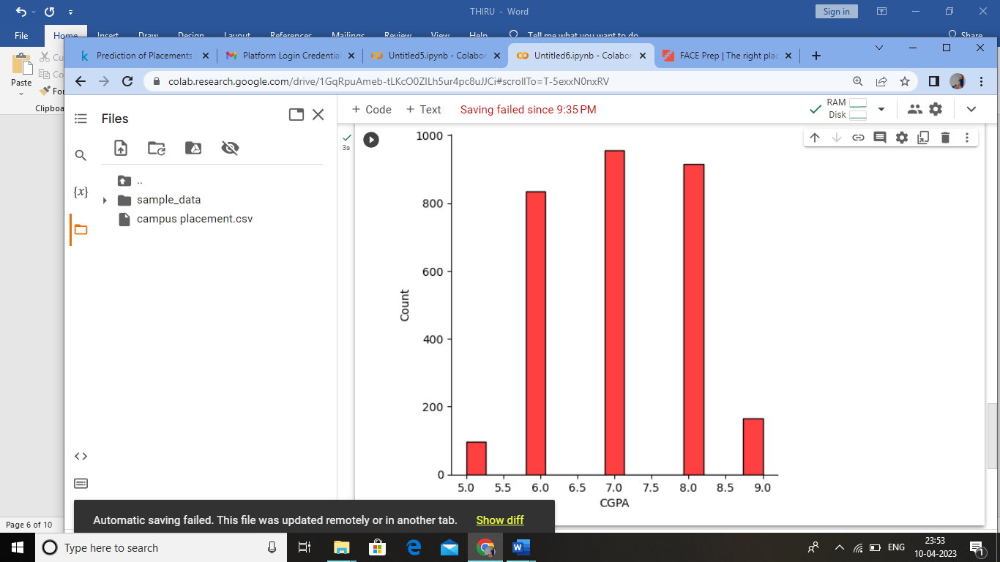 THIRU - Word
Sign in
File Home Insert Draw Design Layout References Mailings Review View Help Tell me what you want to do Share
Paste
Prediction of Placements
Platform Login Credential
Untitled5.ipynb - Colabor
Untitled6.ipynb - Colabor
FACE Prep | The right plac
colab.research.google.com/drive/1GqRpuAmeb-tLKcO0ZlLh5ur4pc8uJJCi#scrollTo=T-5exxN0nxRV
Files
+ Code + Text Saving failed since 9:35 PM
RAM
Disk
..
{x}
sample_data
campus placement.csv
3s
1000
800
600
400
200
0
Count
5.0 5.5 6.0 6.5 7.0 7.5 8.0 8.5 9.0
CGPA
Automatic saving failed. This file was updated remotely or in another tab. Show diff
Page 6 of 10
Type here to search
ENG
23:53
10-04-2023
1